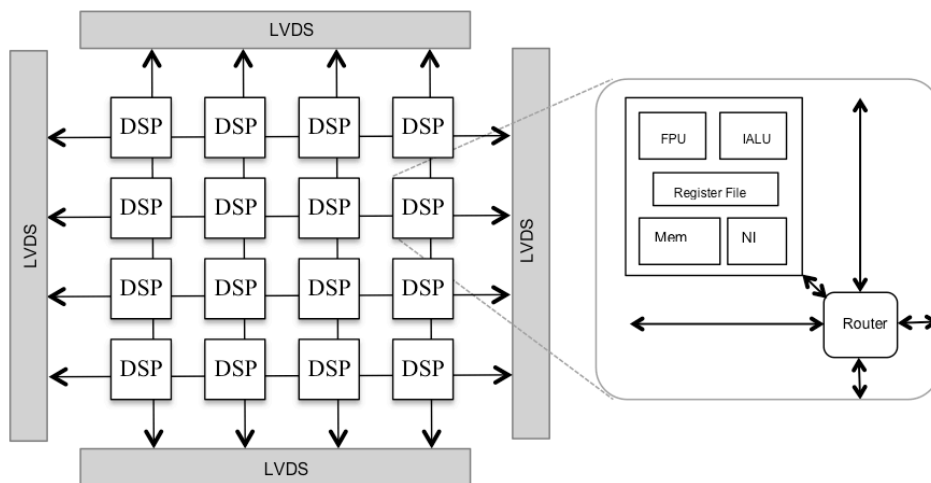 LVDS
DSP DSP DSP DSP
DSP DSP DSP DSP
DSP DSP DSP DSP
DSP DSP DSP DSP
LVDS
LVDS
LVDS
FPU IALU
Register File
Mem NI
Router